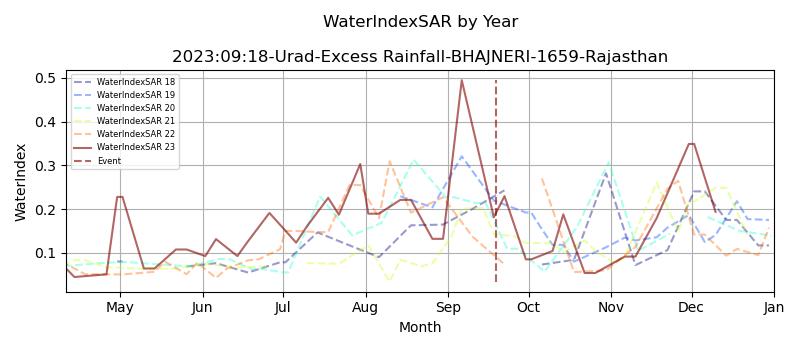 WaterIndexSAR by Year
2023:09:18-Urad-Excess Rainfall-BHAJNERI-1659-Rajasthan
WaterIndexSAR 18
WaterIndexSAR 19
WaterIndexSAR 20
WaterIndexSAR 21
WaterIndexSAR 22
WaterIndexSAR 23
Event
WaterIndex
0.5
0.4
0.3
0.2
0.1
May Jun Jul Aug Sep Oct Nov Dec Jan
Month